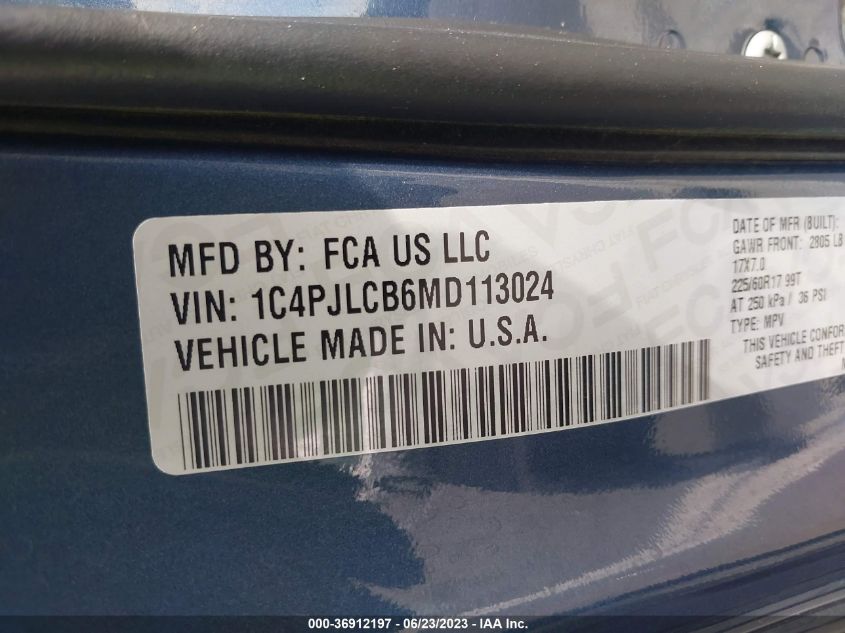 MFD BY: FCA US LLC
VIN: 1C4PJLCB6MD113024
VEHICLE MADE IN: U.S.A.
DATE OF MFR (BUILT):
GAWR FRONT: 2805 LB
17X7.0
225/60R17 99T
AT 250 kPa / 36 PSI
TYPE: MPV
THIS VEHICLE CONFOR
SAFETY AND THEFT
000-36912197 - 06/23/2023 - IAA Inc.